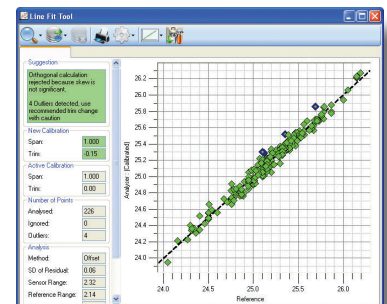 Line Fit Tool
Suggestion
Orthogonal calculation
rejected because skew is
not significant.
4 Outliers detected, use
recommended trim change
with caution
New Calibration
Span: 1.000
Trim: -0.15
Active Calibration
Span: 1.000
Trim: 0.00
Number of Points
Analysed: 226
Ignored: 0
Outliers: 4
Analysis
Method: Offset
SD of Residual: 0.06
Sensor Range: 2.32
Reference Range: 2.14
Analyser (Calibrated)
26.2
26.0
25.8
25.6
25.4
25.2
25.0
24.8
24.6
24.4
24.2
24.0
24.0 24.5 25.0 25.5 26.0
Reference